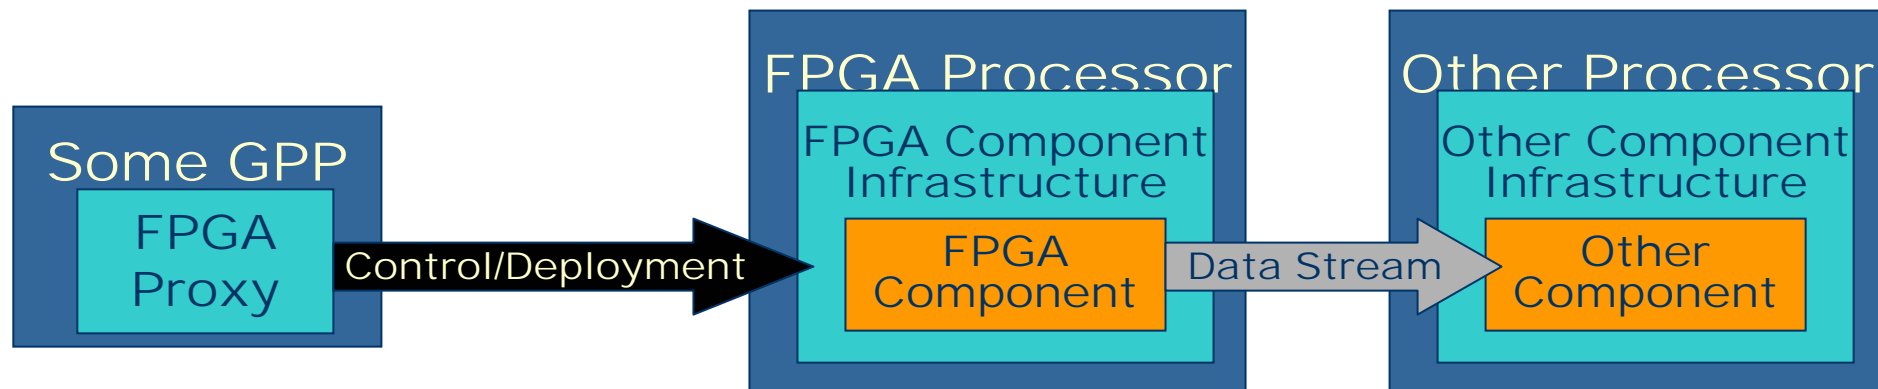 Some GPP
FPGA
Proxy
Control/Deployment
FPGA Processor
FPGA Component
Infrastructure
FPGA
Component
Data Stream
Other Processor
Other Component
Infrastructure
Other
Component